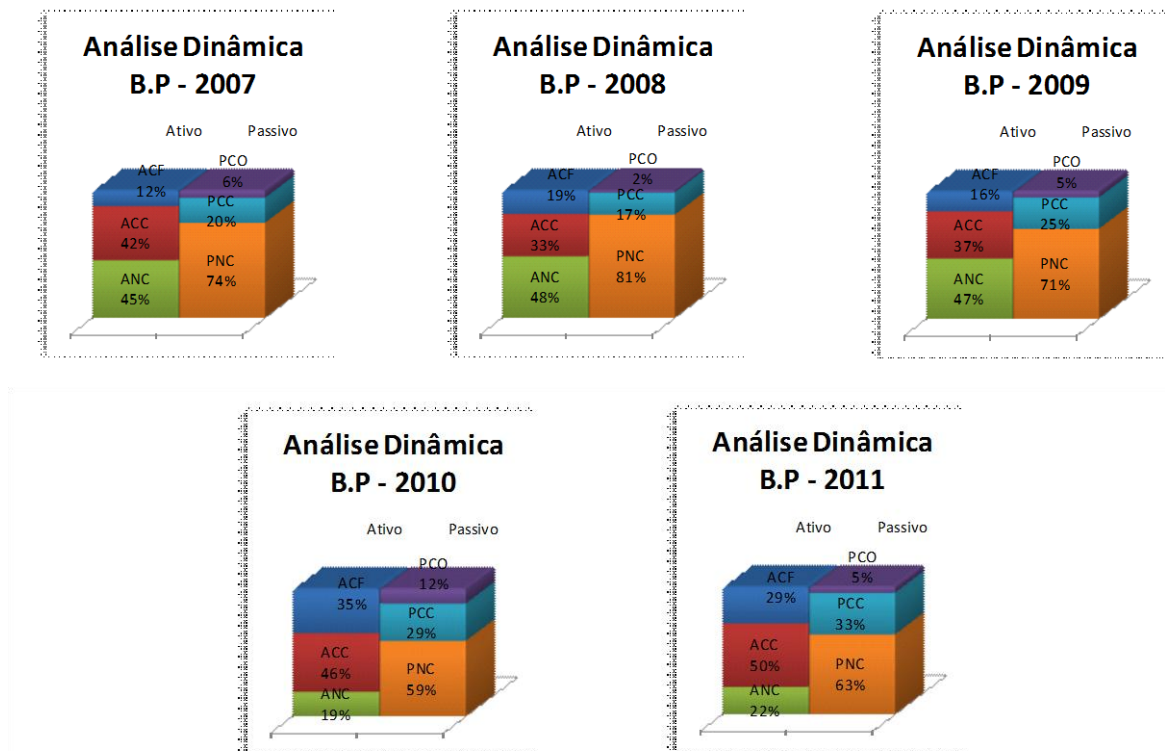 Análise Dinâmica
B.P - 2007
Ativo Passivo
ACF
12%
PCO
6%
ACC
42%
PCC
20%
ANC
45%
PNC
74%
Análise Dinâmica
B.P - 2008
Ativo Passivo
ACF
19%
PCO
2%
ACC
33%
PCC
17%
ANC
48%
PNC
81%
Análise Dinâmica
B.P - 2009
Ativo Passivo
ACF
16%
PCO
5%
ACC
37%
PCC
25%
ANC
47%
PNC
71%
Análise Dinâmica
B.P - 2010
Ativo Passivo
ACF
35%
PCO
12%
ACC
46%
PCC
29%
ANC
19%
PNC
59%
Análise Dinâmica
B.P - 2011
Ativo Passivo
ACF
29%
PCO
5%
ACC
50%
PCC
33%
ANC
22%
PNC
63%